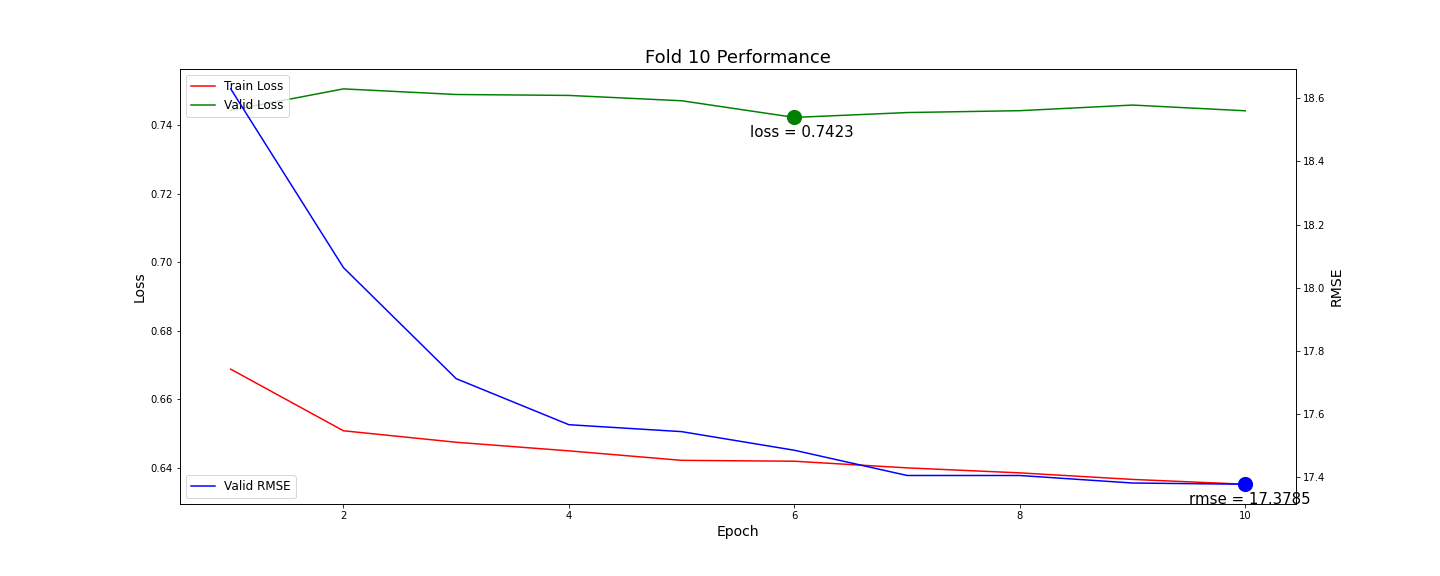 Fold 10 Performance
Train Loss
Valid Loss
18.6
0.74
loss = 0.7423
18.4
0.72
18.2
0.70
Loss
18.0
RMSE
0.68
17.8
0.66
17.6
0.64
17.4
Valid RMSE
rmse = 17.3785
2
4
6
8
10
Epoch